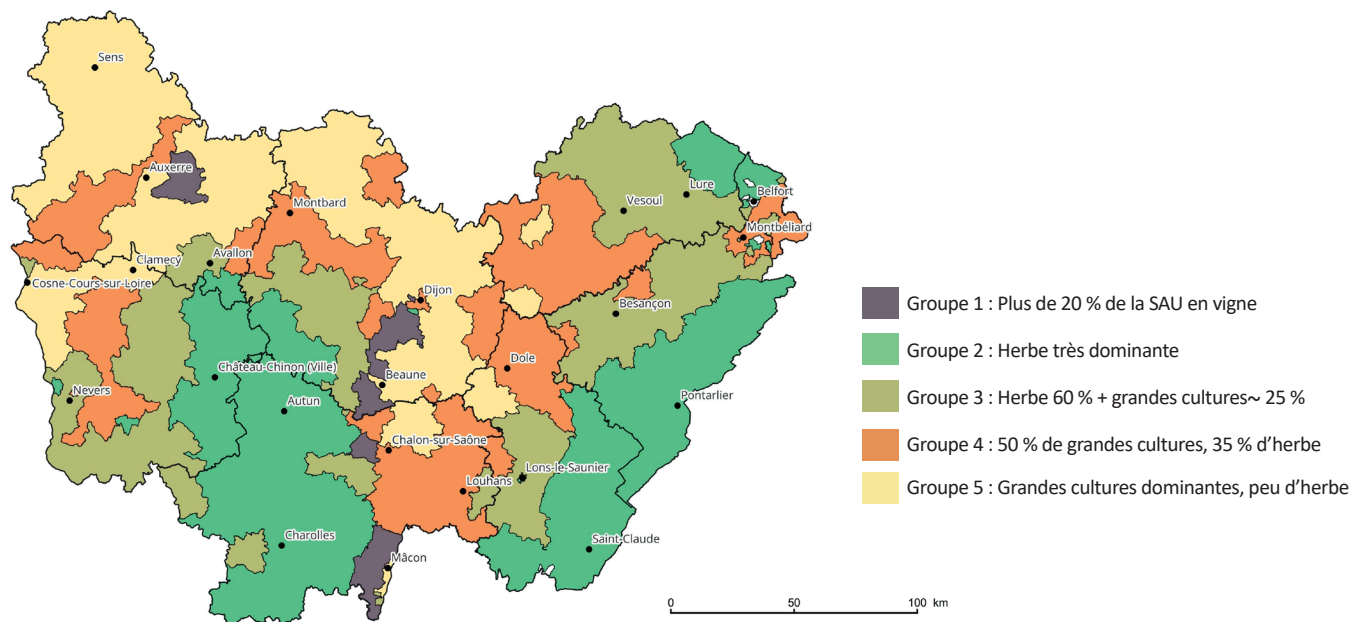 Sens
Auxerre
Montbard
Vesoul
Lure
Belfort
Montbéliard
Avallon
Clamecy
Cosne-Cours-sur-Loire
Dijon
Besançon
Château-Chinon (Ville)
Dole
Beaune
Nevers
Autun
Pontarlier
Chalon-sur-Saône
Lons-le-Saunier
Louhans
Charolles
Saint-Claude
Mâcon
Groupe 1 : Plus de 20 % de la SAU en vigne
Groupe 2 : Herbe très dominante
Groupe 3 : Herbe 60 % + grandes cultures~ 25 %
Groupe 4 : 50 % de grandes cultures, 35 % d’herbe
Groupe 5 : Grandes cultures dominantes, peu d’herbe
0 50 100 km